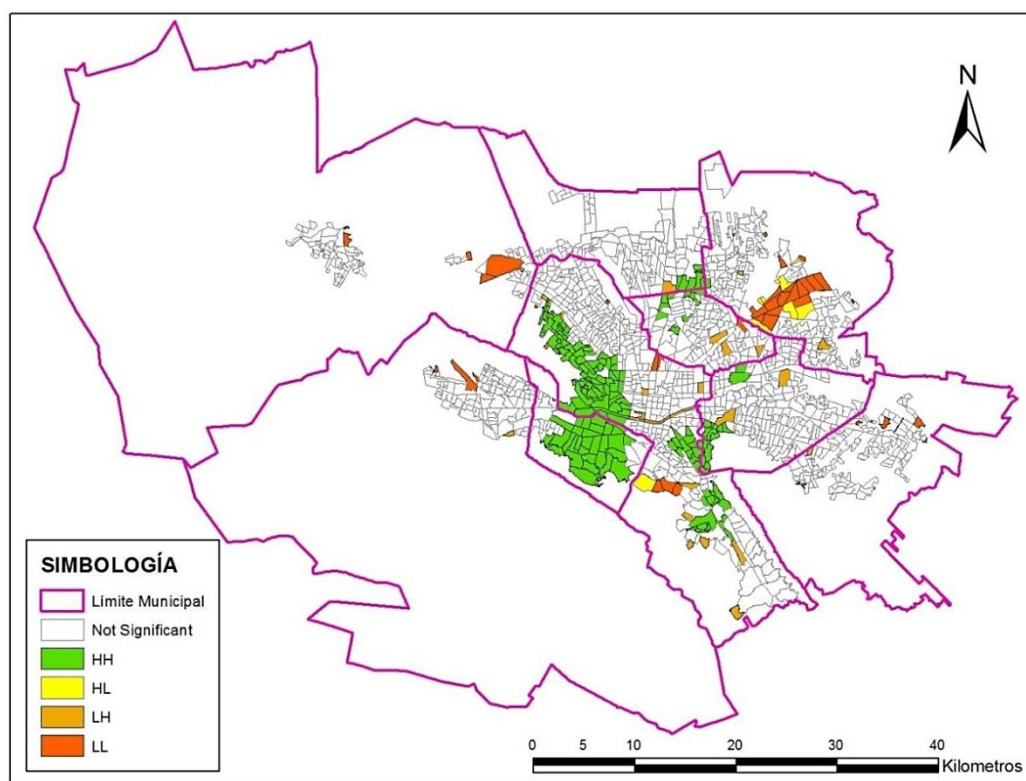 N
SIMBOLOGÍA
Límite Municipal
Not Significant
HH
HL
LH
LL
0 5 10 20 30 40
Kilometros